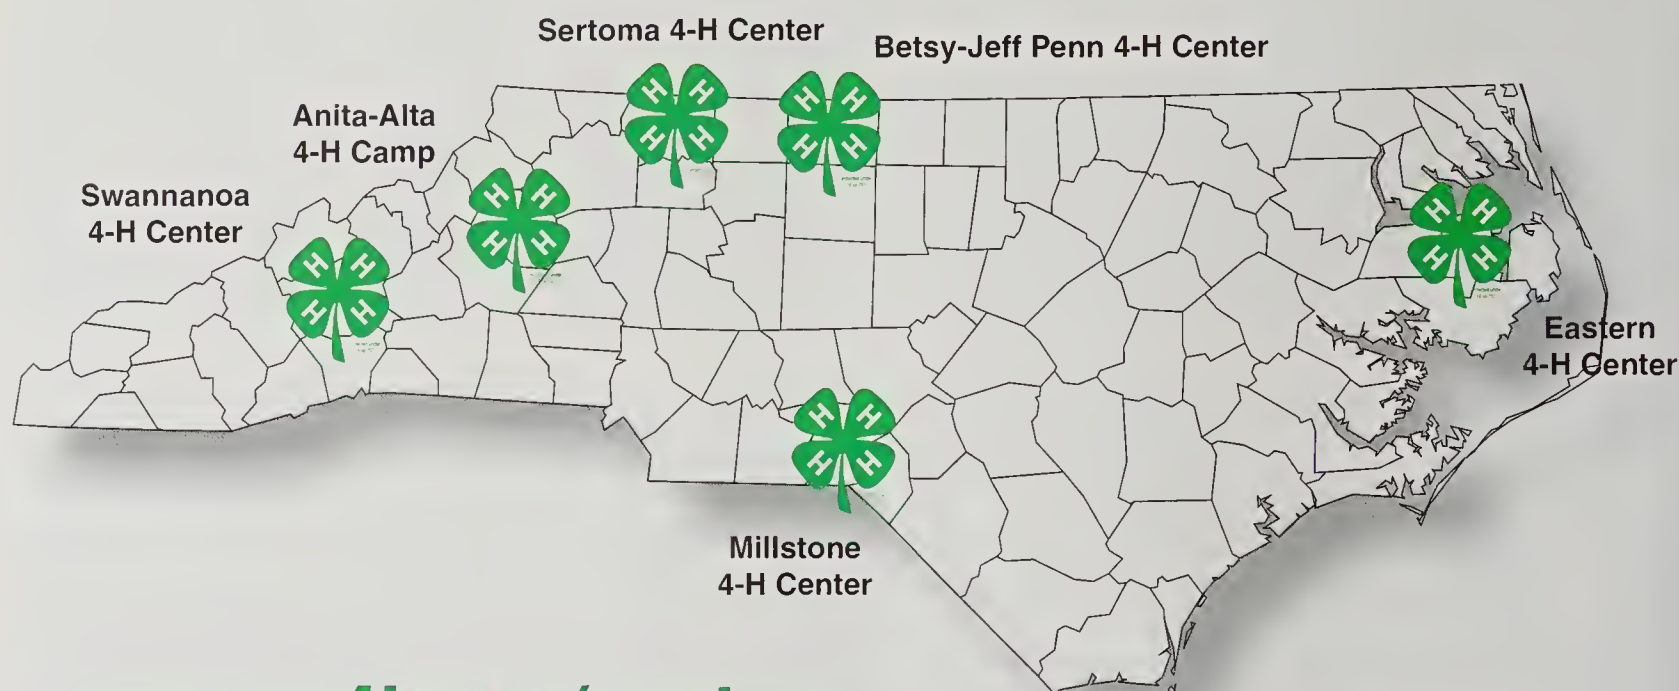 Sertoma 4-H Center
Betsy-Jeff Penn 4-H Center
Anita-Alta
4-H Camp
Swannanoa
4-H Center
Eastern
4-H Center
Millstone
4-H Center
H H
H H
H H
H H
H H
H H
H H
H H
H H
H H
H H
H H